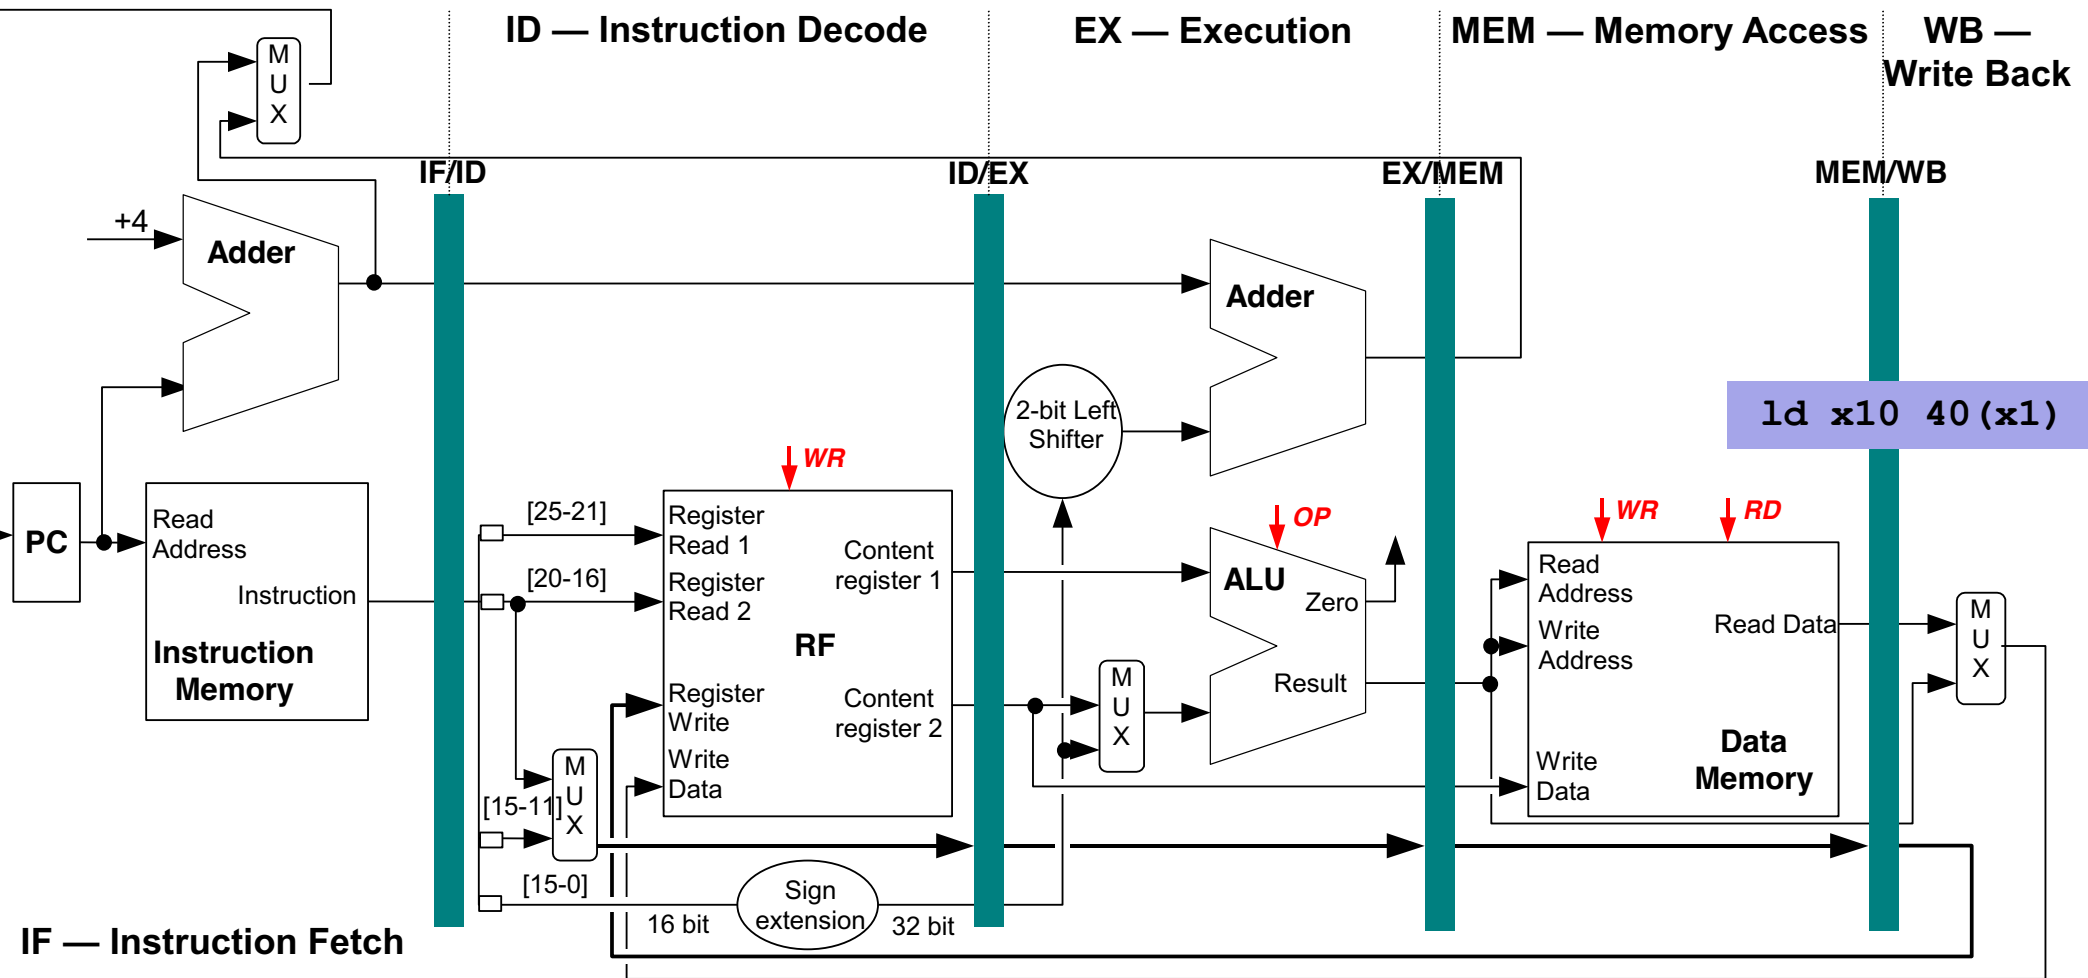 ID — Instruction Decode
EX — Execution
MEM — Memory Access
WB —
Write Back
M
U
X
IF/ID
ID/EX
EX/MEM
MEM/WB
+4
Adder
Adder
2-bit Left
Shifter
ld x10 40(x1)
WR
PC
Read
Address
Instruction
Instruction
Memory
[25-21]
[20-16]
[15-11]
[15-0]
M
U
X
Register
Read 1
Register
Read 2
RF
Register
Write
Write
Data
Content
register 1
Content
register 2
16 bit
Sign
extension
32 bit
M
U
X
OP
ALU
Zero
Result
WR
RD
Read
Address
Write
Address
Read Data
Write
Data
Data
Memory
M
U
X
IF — Instruction Fetch